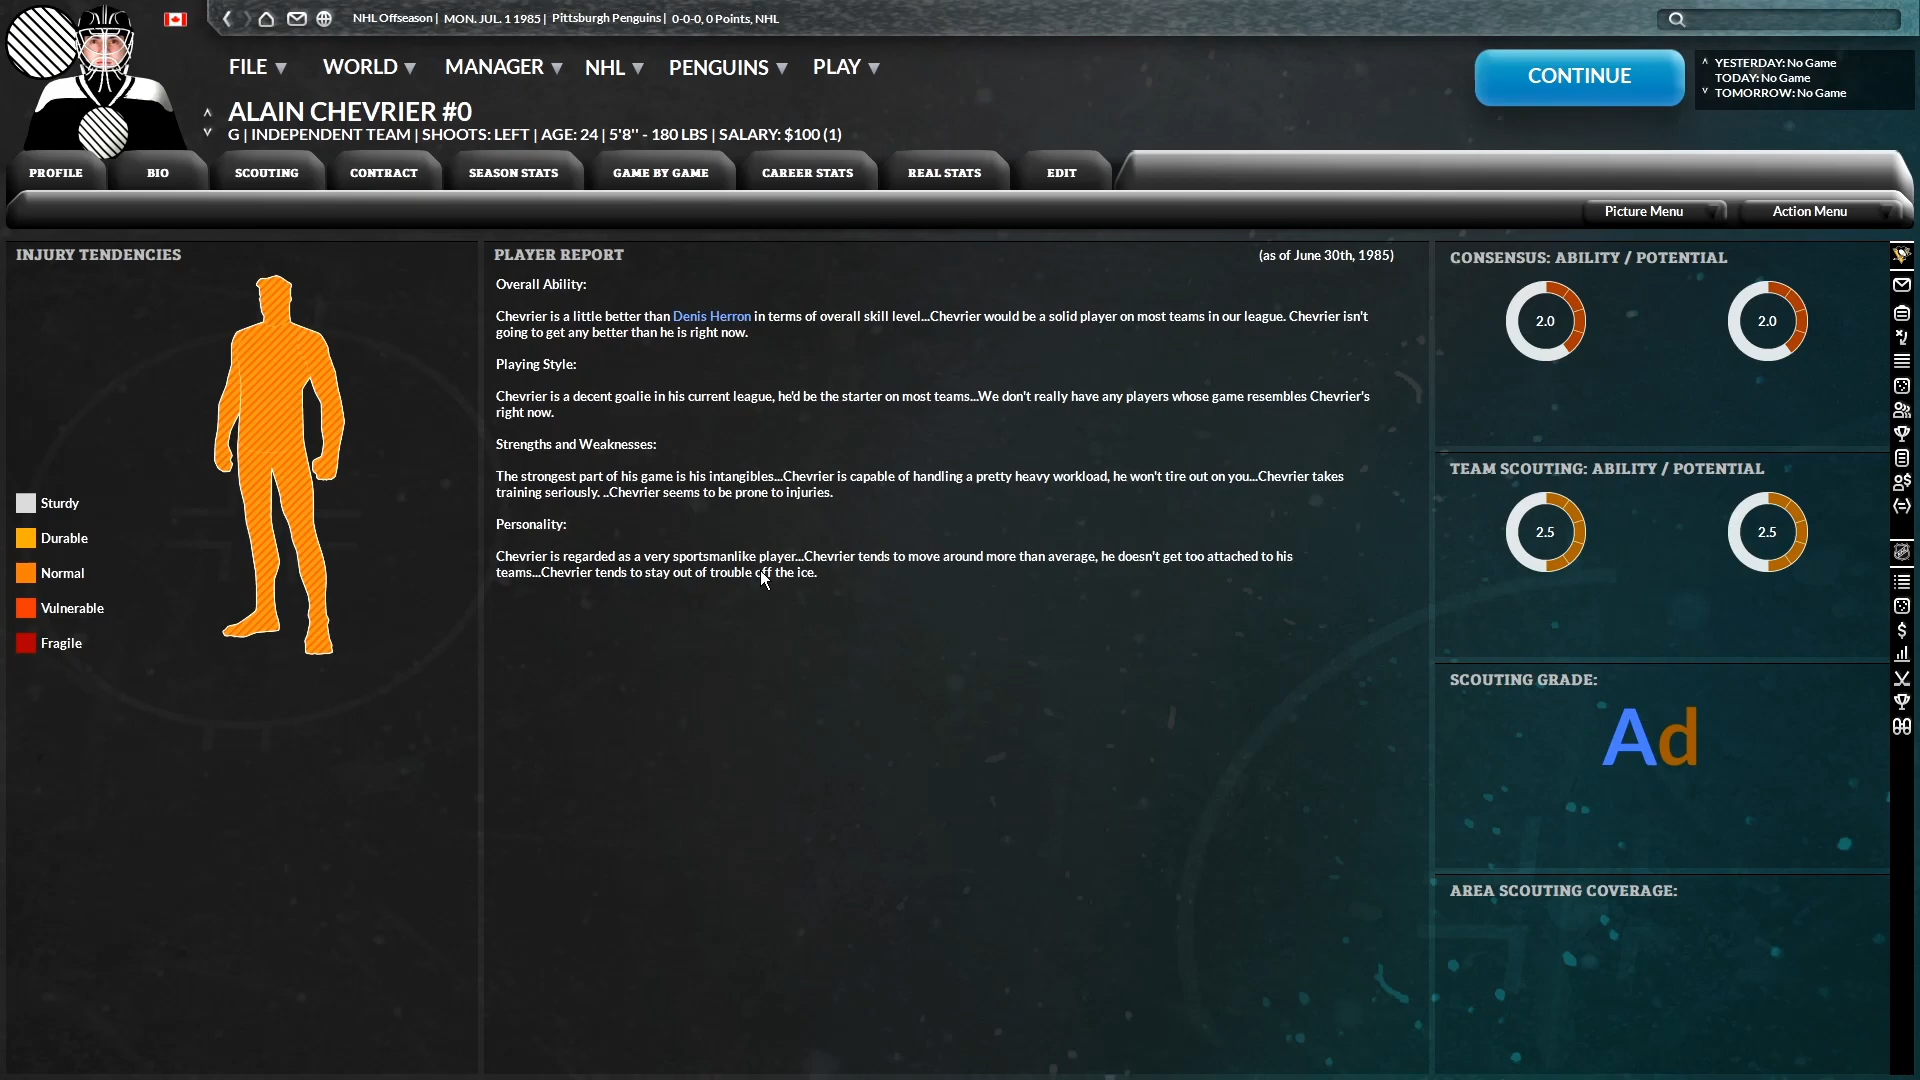 NHL Offseason | MON. JUL. 1 1985 | Pittsburgh Penguins | 0-0-0, 0 Points, NHL
FILE WORLD MANAGER NHL PENGUINS PLAY
CONTINUE
YESTERDAY: No Game
TODAY: No Game
TOMORROW: No Game
ALAIN CHEVRIER #0
G | INDEPENDENT TEAM | SHOOTS: LEFT | AGE: 24 | 5'8'' - 180 LBS | SALARY: $100 (1)
PROFILE BIO SCOUTING CONTRACT SEASON STATS GAME BY GAME CAREER STATS REAL STATS EDIT
Picture Menu Action Menu
INJURY TENDENCIES
Sturdy
Durable
Normal
Vulnerable
Fragile
PLAYER REPORT (as of June 30th, 1985)
Overall Ability:
Chevrier is a little better than Denis Herron in terms of overall skill level...Chevrier would be a solid player on most teams in our league. Chevrier isn't
going to get any better than he is right now.
Playing Style:
Chevrier is a decent goalie in his current league, he'd be the starter on most teams...We don't really have any players whose game resembles Chevrier's
right now.
Strengths and Weaknesses:
The strongest part of his game is his intangibles...Chevrier is capable of handling a pretty heavy workload, he won't tire out on you...Chevrier takes
training seriously. ..Chevrier seems to be prone to injuries.
Personality:
Chevrier is regarded as a very sportsmanlike player...Chevrier tends to move around more than average, he doesn't get too attached to his
teams...Chevrier tends to stay out of trouble off the ice.
CONSENSUS: ABILITY / POTENTIAL
2.0 2.0
TEAM SCOUTING: ABILITY / POTENTIAL
2.5 2.5
SCOUTING GRADE:
Ad
AREA SCOUTING COVERAGE: